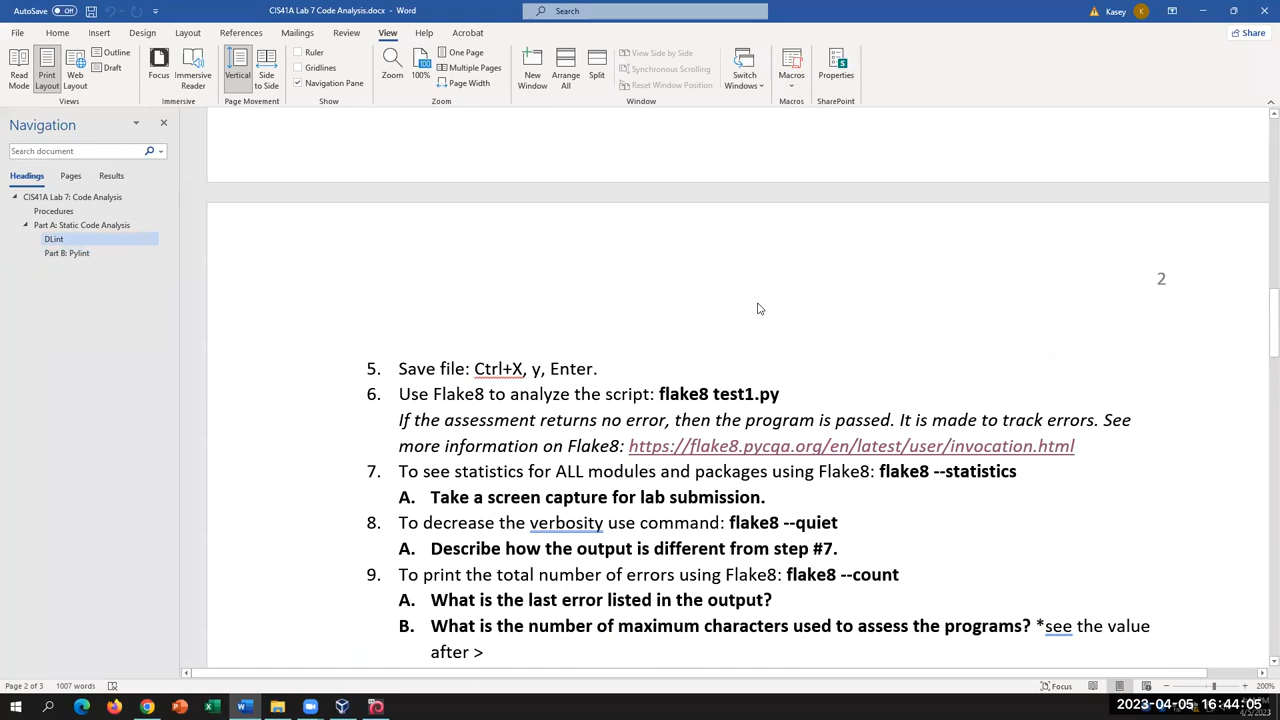 AutoSave Off
CIS41A Lab 7 Code Analysis.docx - Word
Search
Kasey
File Home Insert Design Layout References Mailings Review View Help Acrobat
Share
Read Mode
Print Layout
Web Layout
Outline
Draft
Views
Focus
Immersive Reader
Immersive
Vertical
Side to Side
Page Movement
Ruler
Gridlines
Navigation Pane
Show
Zoom
100
100%
One Page
Multiple Pages
Page Width
Zoom
New Window
Arrange All
Split
View Side by Side
Synchronous Scrolling
Reset Window Position
Window
Switch Windows
Macros
Macros
Properties
SharePoint
Navigation
Search document
Headings Pages Results
CIS41A Lab 7: Code Analysis
Procedures
Part A: Static Code Analysis
DLint
Part B: Pylint
2
5. Save file: Ctrl+X, y, Enter.
6. Use Flake8 to analyze the script: flake8 test1.py
If the assessment returns no error, then the program is passed. It is made to track errors. See
more information on Flake8: https://flake8.pycqa.org/en/latest/user/invocation.html
7. To see statistics for ALL modules and packages using Flake8: flake8 --statistics
A. Take a screen capture for lab submission.
8. To decrease the verbosity use command: flake8 --quiet
A. Describe how the output is different from step #7.
9. To print the total number of errors using Flake8: flake8 --count
A. What is the last error listed in the output?
B. What is the number of maximum characters used to assess the programs? *see the value
after >
Page 2 of 3 1007 words
Focus
200%
2023-04-05 16:44:05
4/5/2023